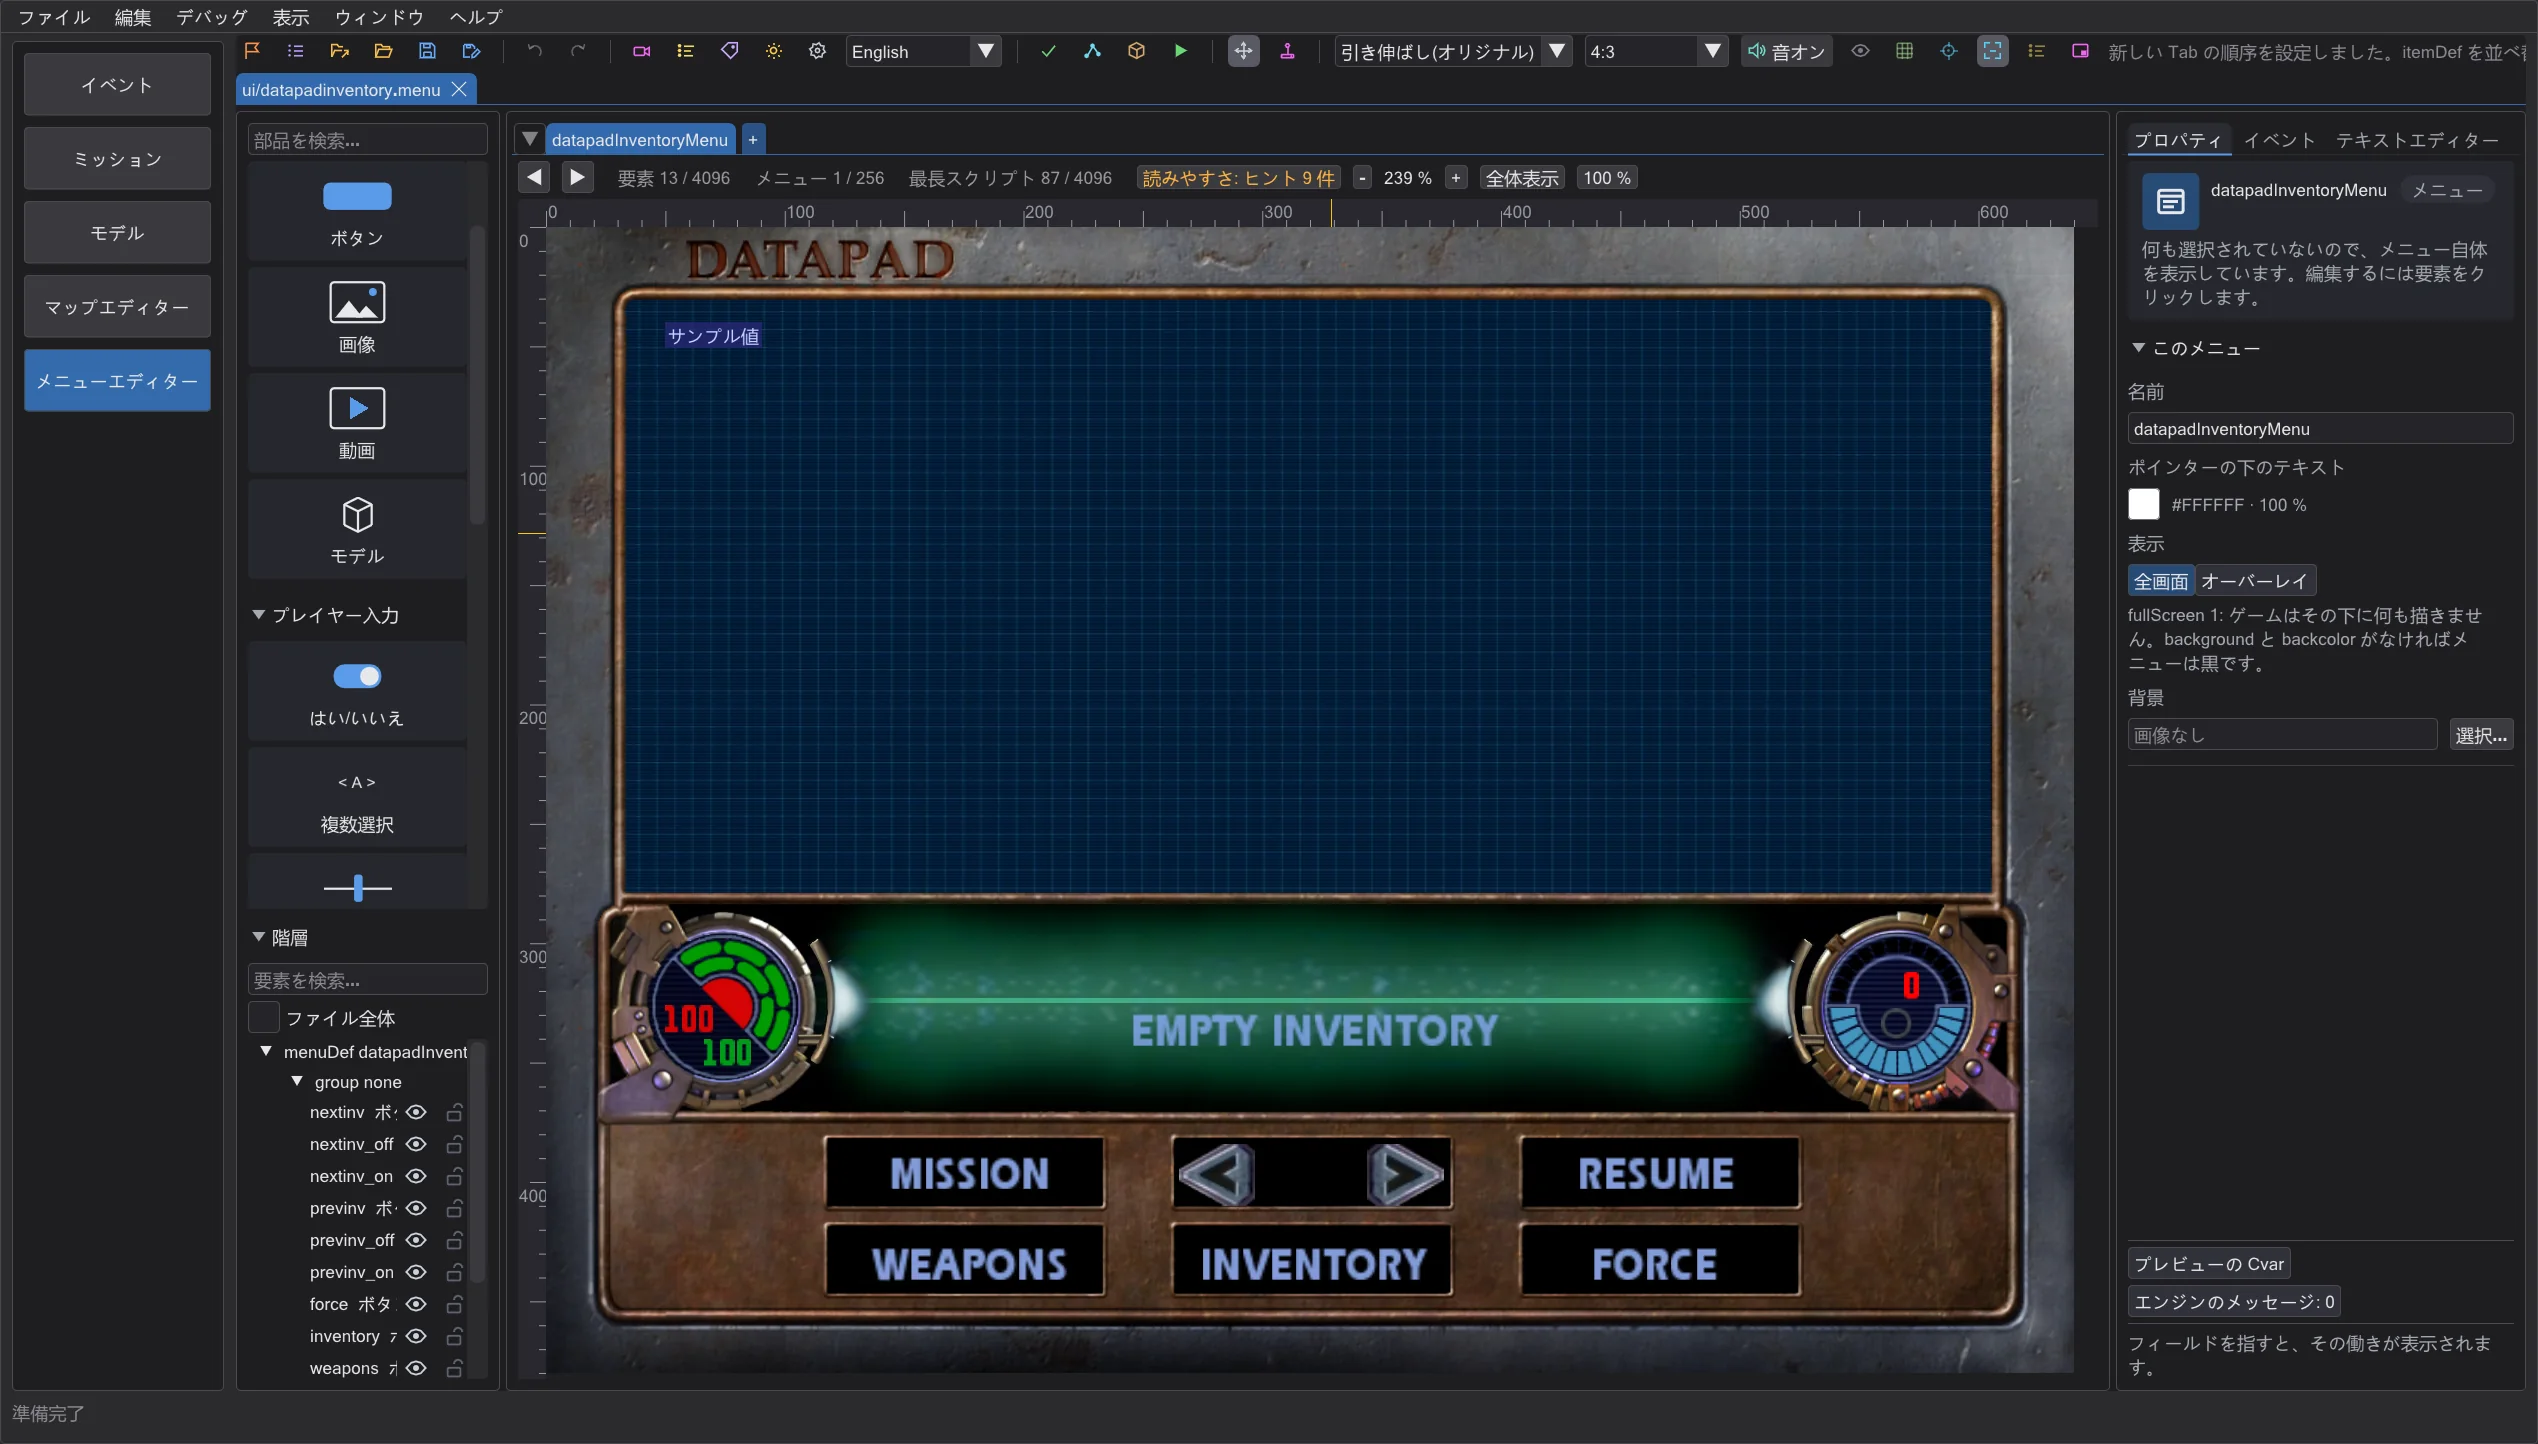 ファイル 編集 デバッグ 表示 ウィンドウ ヘルプ
English
引き伸ばし(オリジナル)
4:3
音オン
新しい Tab の順序を設定しました。itemDef を並べ
ui/datapadinventory.menu
イベント
ミッション
モデル
マップエディター
メニューエディター
部品を検索...
ボタン
画像
動画
モデル
プレイヤー入力
はい/いいえ
< A >
複数選択
階層
要素を検索...
ファイル全体
menuDef datapadInvent
group none
nextinv ボ
nextinv_off
nextinv_on
previnv ボ
previnv_off
previnv_on
force ボタ
inventory
weapons
datapadInventoryMenu
+
要素 13 / 4096 メニュー 1 / 256 最長スクリプト 87 / 4096 読みやすさ: ヒント 9 件 - 239 % + 全体表示 100 %
0 100 200 300 400 500 600
0
100
200
300
400
DATAPAD
サンプル値
100
100
EMPTY INVENTORY
0
MISSION
RESUME
WEAPONS
INVENTORY
FORCE
プロパティ イベント テキストエディター
datapadInventoryMenu メニュー
何も選択されていないので、メニュー自体
を表示しています。編集するには要素をク
リックします。
このメニュー
名前
datapadInventoryMenu
ポインターの下のテキスト
#FFFFFF · 100 %
表示
全画面 オーバーレイ
fullScreen 1: ゲームはその下に何も描きませ
ん。background と backcolor がなければメ
ニューは黒です。
背景
画像なし
選択...
プレビューの Cvar
エンジンのメッセージ: 0
フィールドを指すと、その働きが表示されま
す。
準備完了